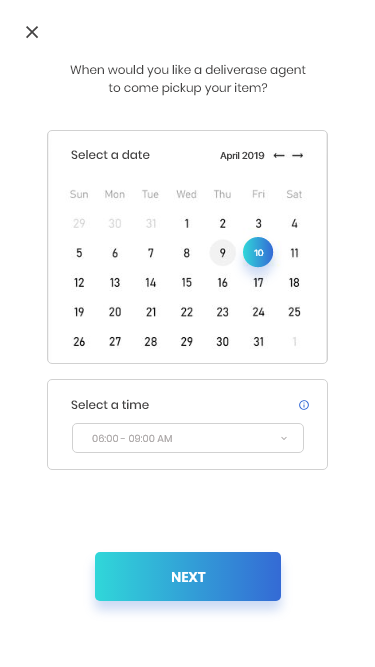 When would you like a deliverase agent
to come pickup your item?
Select a date April 2019
Sun Mon Tue Wed Thu Fri Sat
29 30 31 1 2 3 4
5 6 7 8 9 10 11
12 13 14 15 16 17 18
19 20 21 22 23 24 25
26 27 28 29 30 31 1
Select a time
06:00 - 09:00 AM
NEXT